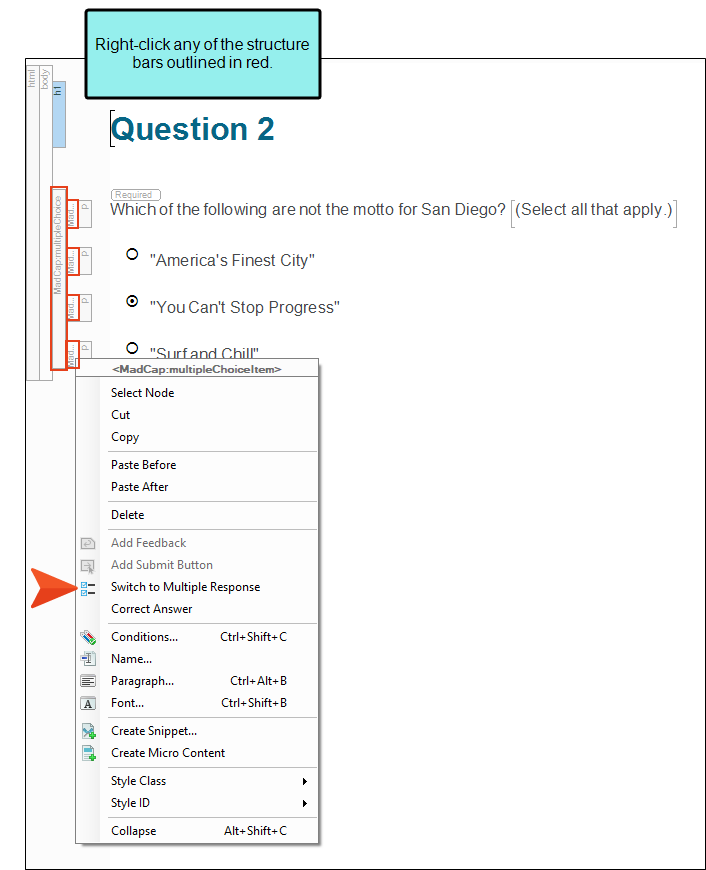 Right-click any of the structure
bars outlined in red.
html
body
h1
Question 2
Required
MadCap:multipleChoice
Mad...
p
Which of the following are not the motto for San Diego? (Select all that apply.)
Mad...
p
"America's Finest City"
Mad...
p
"You Can't Stop Progress"
Mad...
p
"Surf and Chill"
<MadCap:multipleChoiceItem>
Select Node
Cut
Copy
Paste Before
Paste After
Delete
Add Feedback
Add Submit Button
Switch to Multiple Response
Correct Answer
Conditions... Ctrl+Shift+C
Name...
Paragraph... Ctrl+Alt+B
Font... Ctrl+Shift+B
Create Snippet...
Create Micro Content
Style Class
Style ID
Collapse Alt+Shift+C